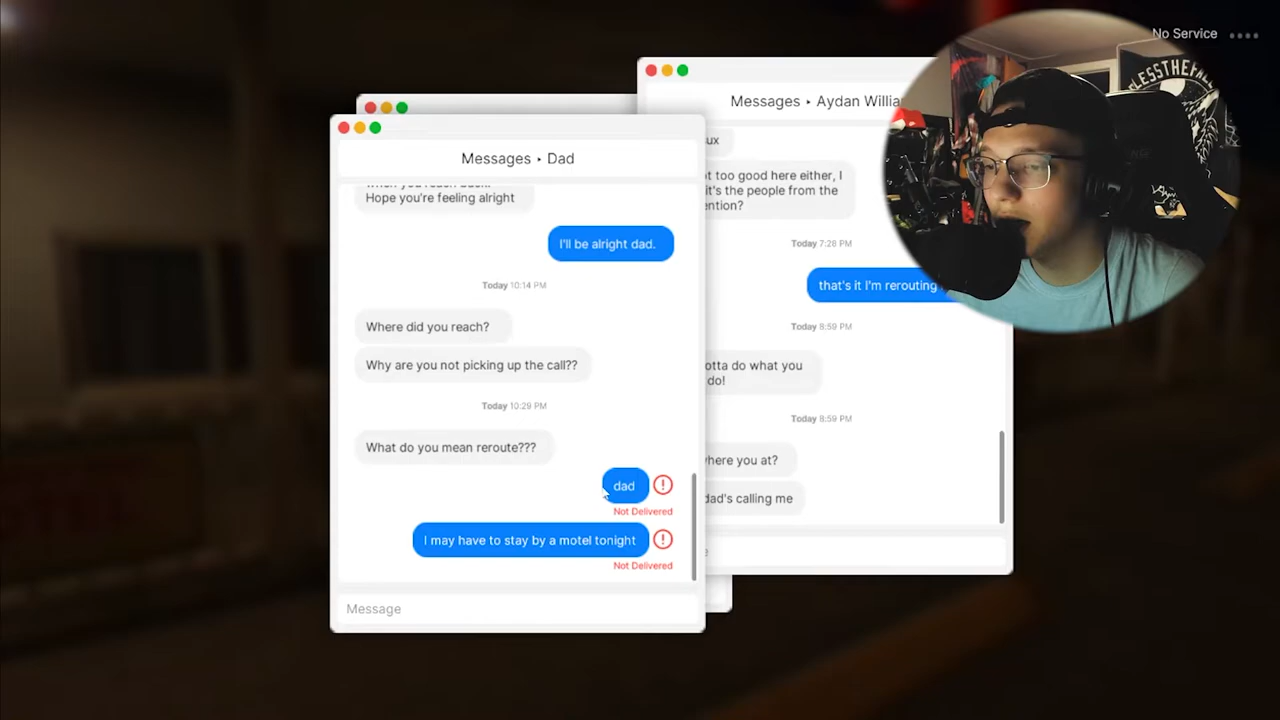 No Service
Messages ▸ Dad
Hope you're feeling alright
I'll be alright dad.
Today 10:14 PM
Where did you reach?
Why are you not picking up the call??
Today 10:29 PM
What do you mean reroute???
dad
Not Delivered
I may have to stay by a motel tonight
Not Delivered
Message
Messages ▸ Aydan Willia
ux
t too good here either, I
it's the people from the
ention?
Today 7:28 PM
that's it I'm rerouting
Today 8:59 PM
otta do what you
do!
Today 8:59 PM
here you at?
dad's calling me
e
LESSTHEFALL